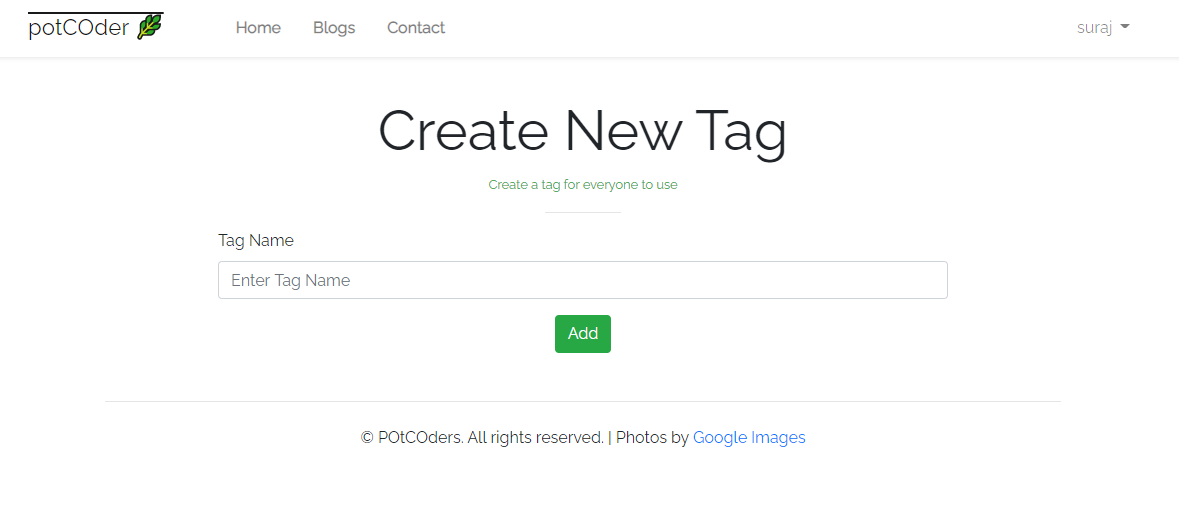 potCOder
Home Blogs Contact
suraj
Create New Tag
Create a tag for everyone to use
Tag Name
Enter Tag Name
Add
© POtCOders. All rights reserved. | Photos by Google Images